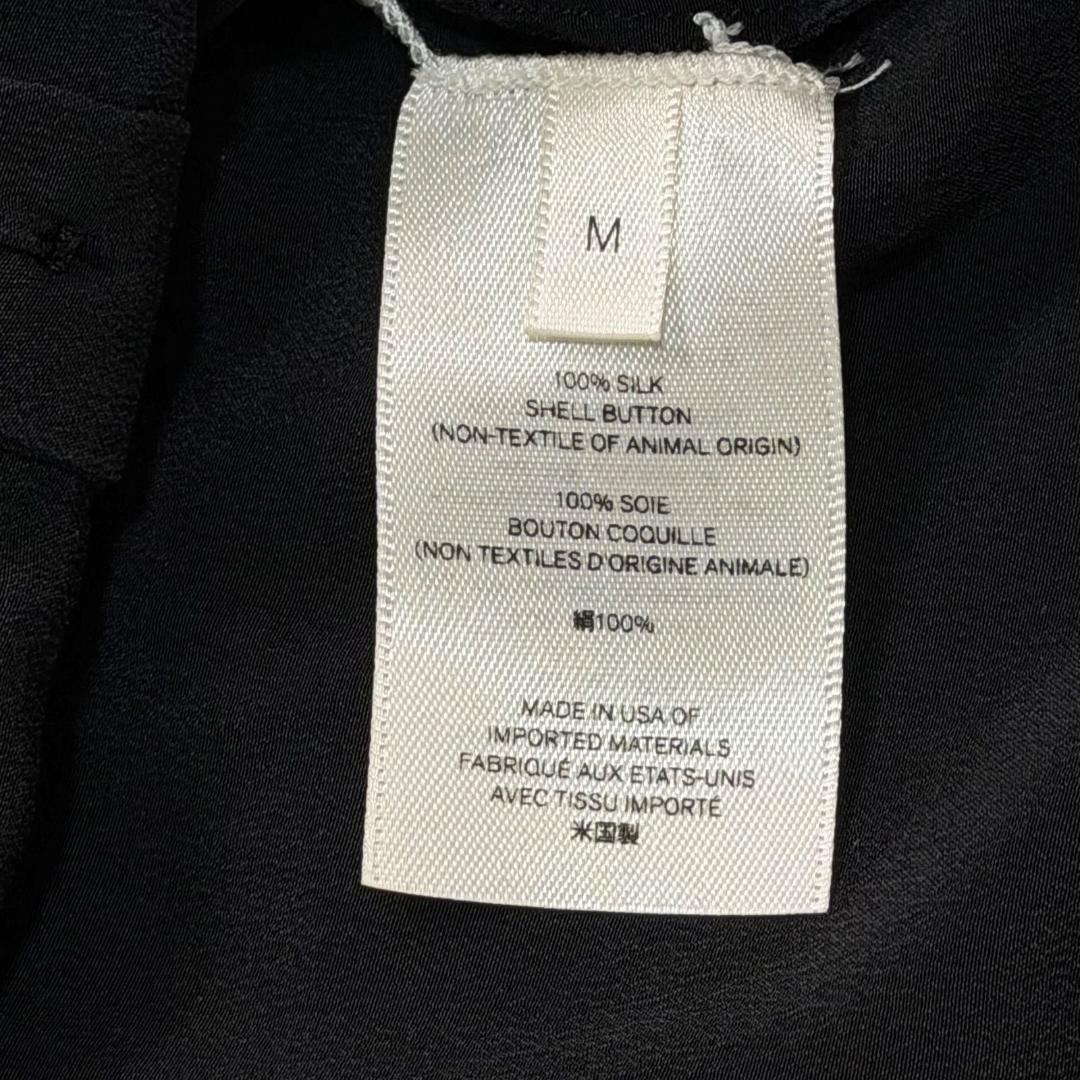 M
100% SILK
SHELL BUTTON
(NON-TEXTILE OF ANIMAL ORIGIN)
100% SOIE
BOUTON COQUILLE
(NON TEXTILES D'ORIGINE ANIMALE)
絹100%
MADE IN USA OF
IMPORTED MATERIALS
FABRIQUÉ AUX ETATS-UNIS
AVEC TISSU IMPORTÉ
米国製